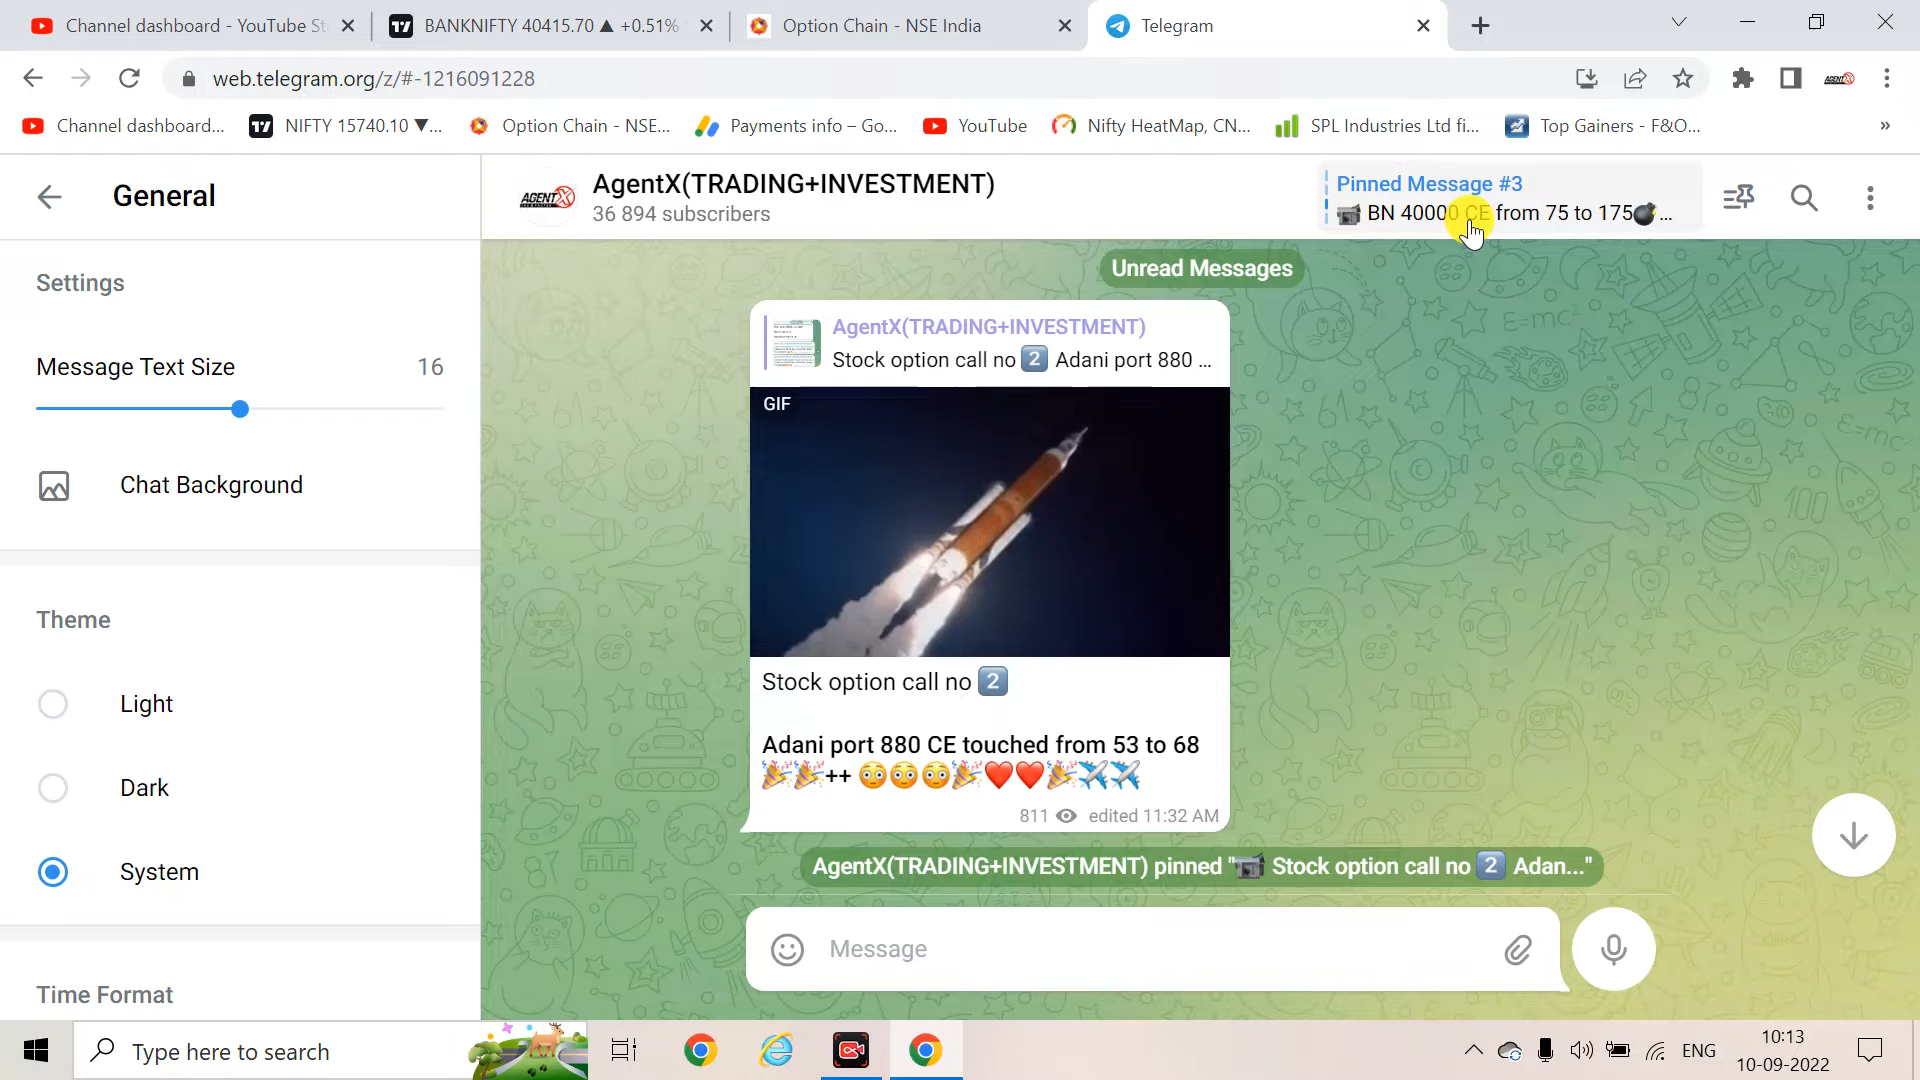 Channel dashboard - YouTube St
BANKNIFTY 40415.70 ▲ +0.51%
Option Chain - NSE India
Telegram
web.telegram.org/z/#-1216091228
AGENTX
Channel dashboard...
NIFTY 15740.10 ▼...
Option Chain - NSE...
Payments info – Go...
YouTube
Nifty HeatMap, CN...
SPL Industries Ltd fi...
Top Gainers - F&O...
»
General
AGENTX
AgentX(TRADING+INVESTMENT)
36 894 subscribers
Pinned Message #3
📹 BN 40000 CE from 75 to 175💣...
Settings
Message Text Size 16
Chat Background
Theme
Light
Dark
System
Time Format
Unread Messages
AgentX(TRADING+INVESTMENT)
Stock option call no 2️⃣ Adani port 880 ...
GIF
Stock option call no 2️⃣
Adani port 880 CE touched from 53 to 68
🎉🎉++ 😳😳😳🎉❤️❤️🎉✈️✈️
811 edited 11:32 AM
AgentX(TRADING+INVESTMENT) pinned "📹 Stock option call no 2️⃣ Adan..."
Message
Type here to search
ENG
10:13
10-09-2022